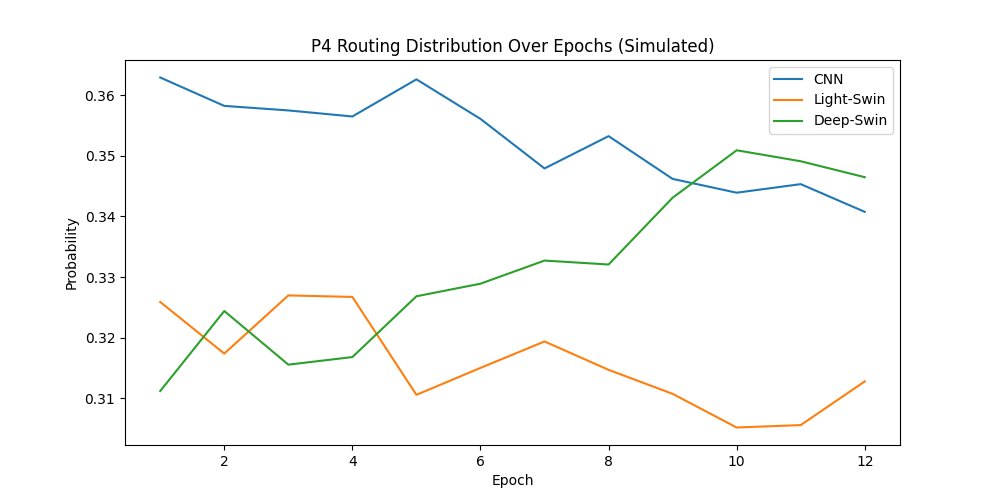 P4 Routing Distribution Over Epochs (Simulated)
CNN
Light-Swin
Deep-Swin
0.36
0.35
0.34
0.33
0.32
0.31
Probability
2 4 6 8 10 12
Epoch